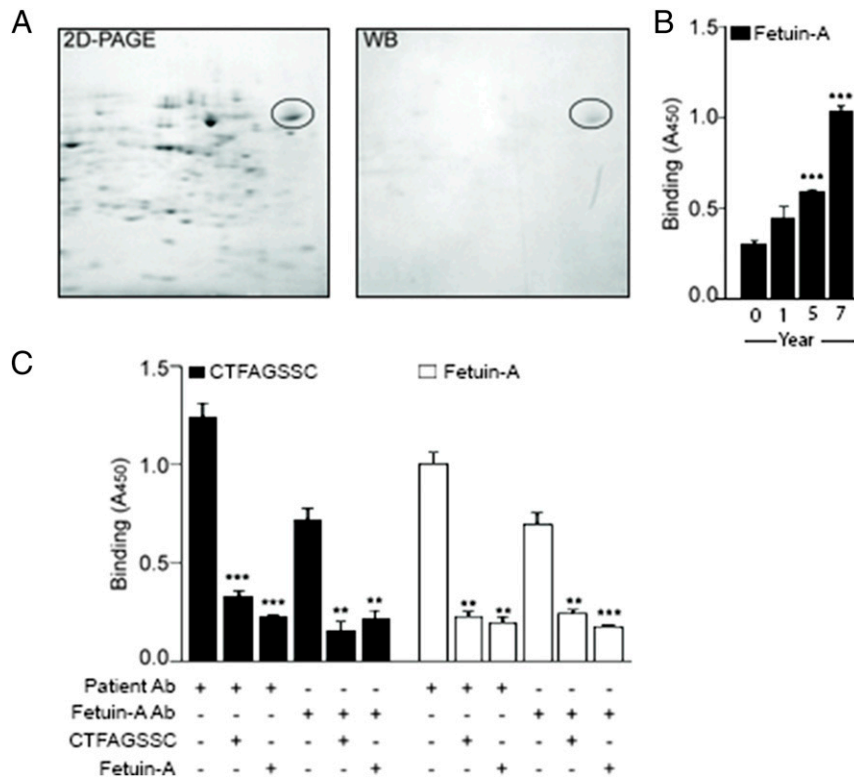 A
2D-PAGE
WB
B
Fetuin-A
***
***
Binding (A450)
1.5
1.0
0.5
0.0
0 1 5 7
Year
C
CTFAGSSC
Fetuin-A
Binding (A450)
1.5
1.0
0.5
0.0
*** *** ** ** ** ** ** ***
Patient Ab + + + - - - + + + - - -
Fetuin-A Ab - - - + + + - - - + + +
CTFAGSSC - + - - + - - + - - + -
Fetuin-A - - + - - + - - + - - +